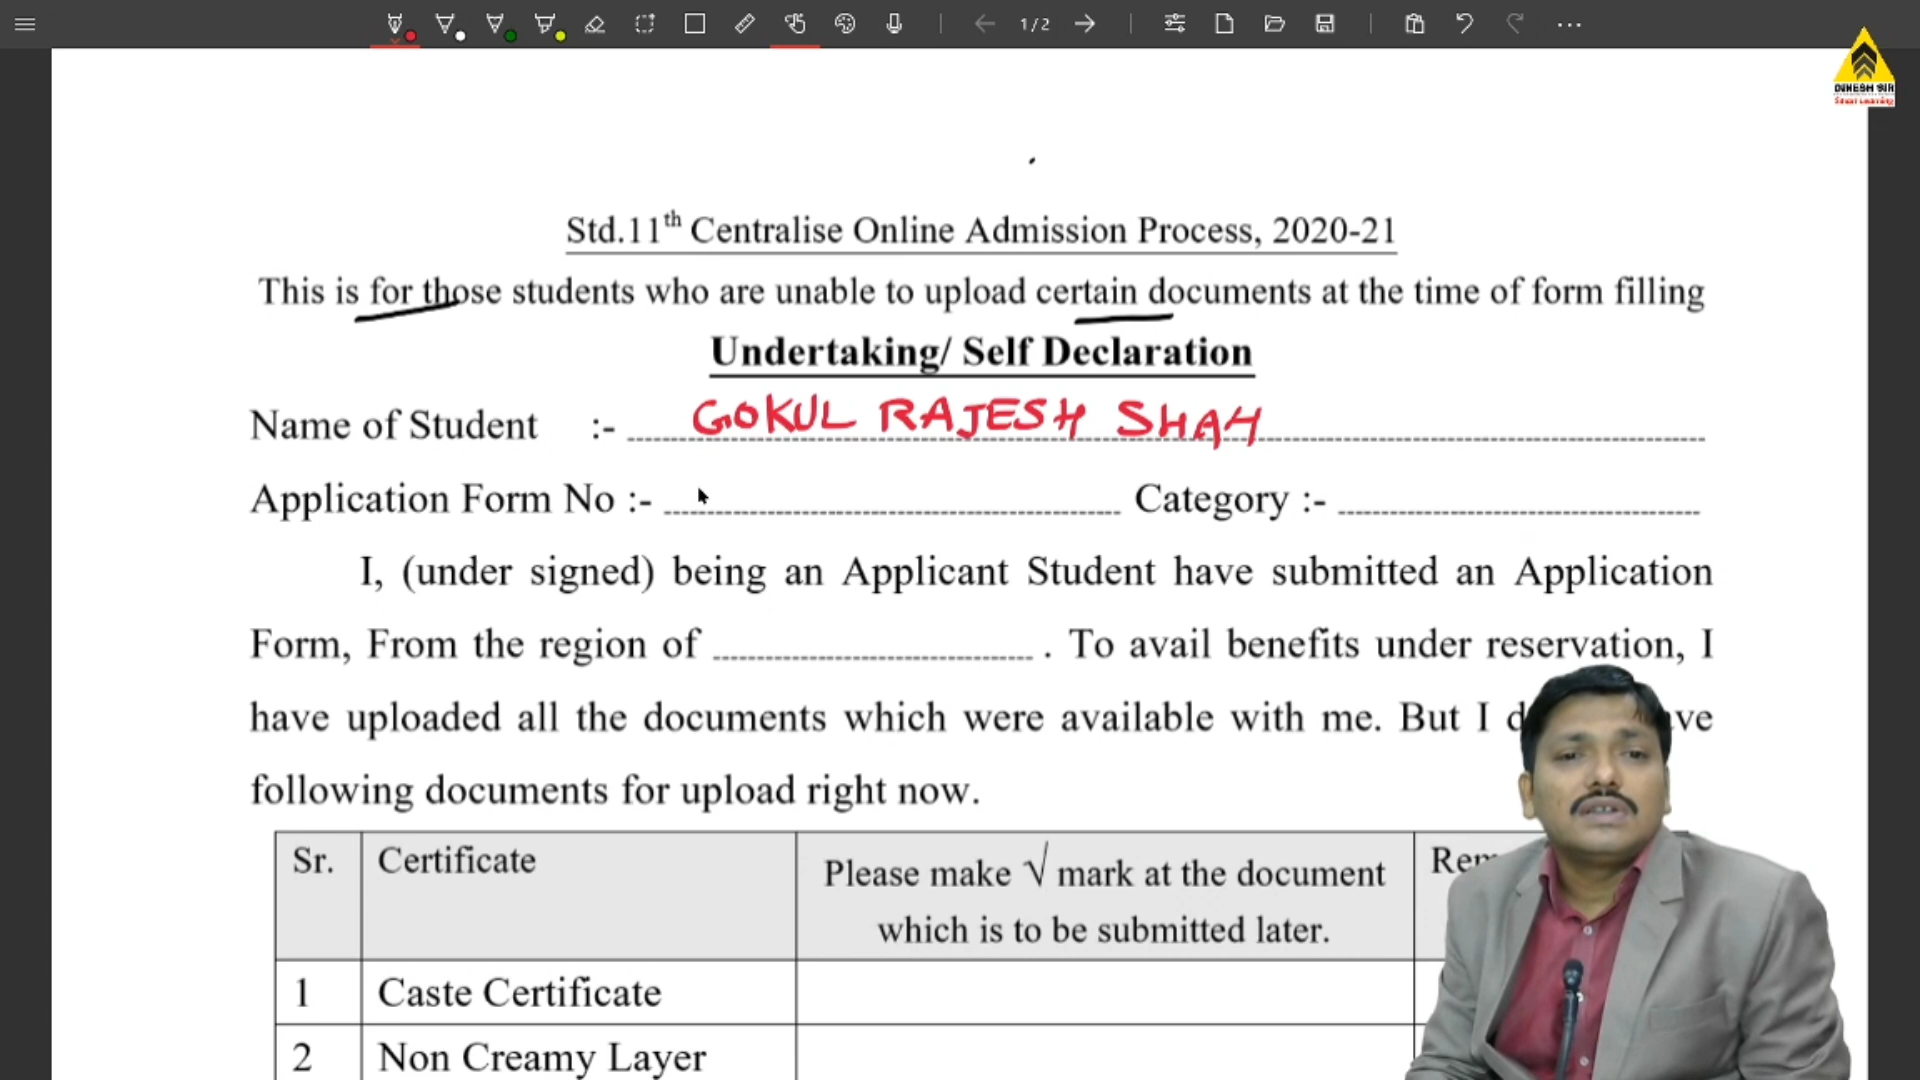 1/2
DINESH SIR
Smart Learning
Std.11th Centralise Online Admission Process, 2020-21
This is for those students who are unable to upload certain documents at the time of form filling
Undertaking/ Self Declaration
Name of Student :- GOKUL RAJESH SHAH
Application Form No :- Category :-
I, (under signed) being an Applicant Student have submitted an Application
Form, From the region of . To avail benefits under reservation, I
have uploaded all the documents which were available with me. But I
following documents for upload right now.
Sr. Certificate Please make √ mark at the document
which is to be submitted later.
1 Caste Certificate
2 Non Creamy Layer